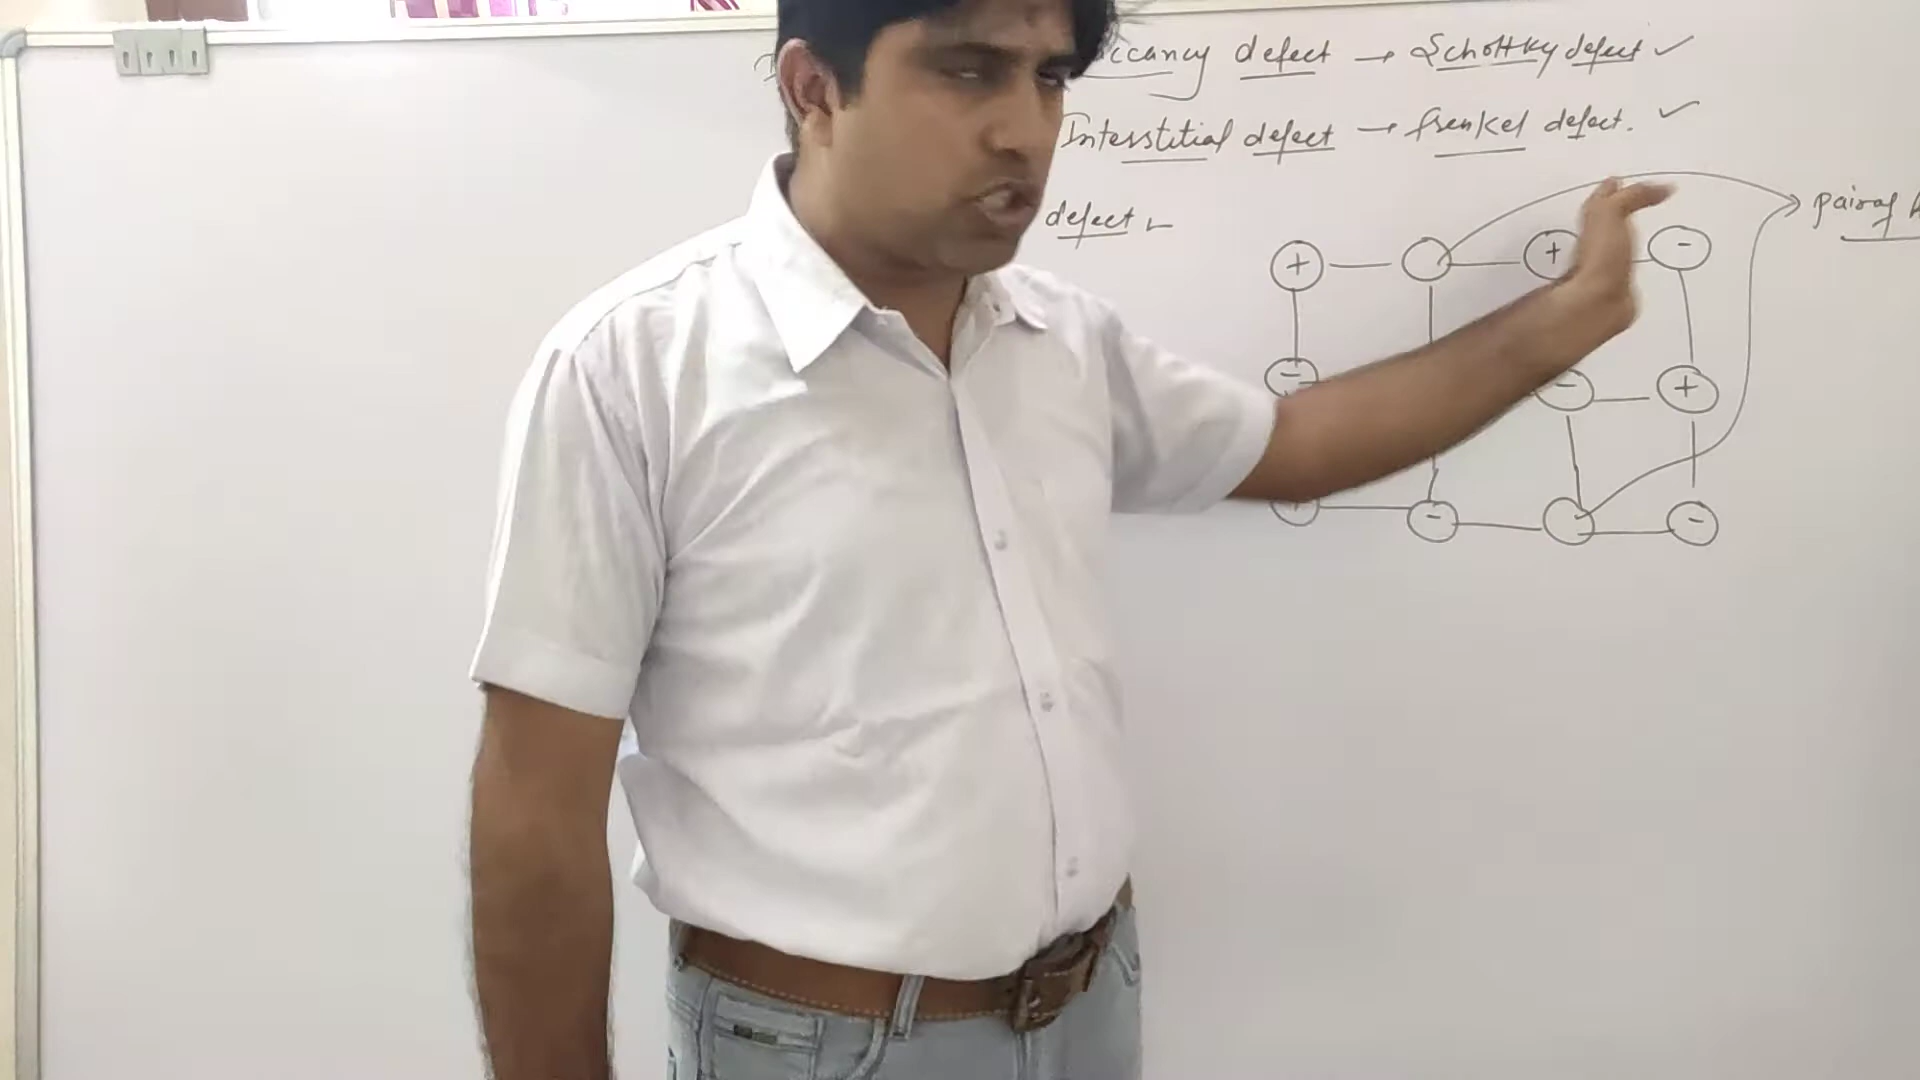 defect → Schottky defect ✓
Interstitial defect → frenkel defect. ✓
defect
pair of
+ + -
- - +
+ - -